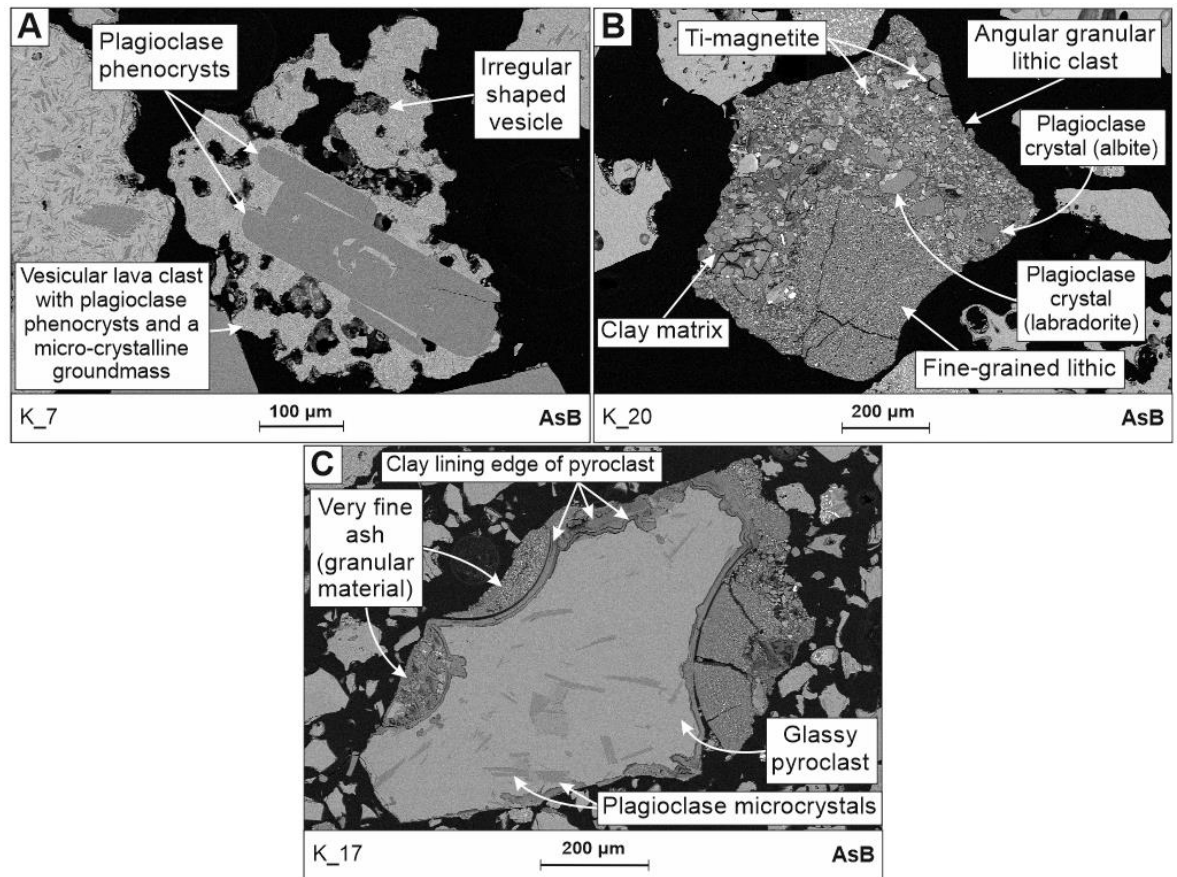 A
Plagioclase
phenocrysts
Irregular
shaped
vesicle
Vesicular lava clast
with plagioclase
phenocrysts and a
micro-crystalline
groundmass
K_7
100 µm
AsB
B
Ti-magnetite
Angular granular
lithic clast
Plagioclase
crystal (albite)
Plagioclase
crystal
(labradorite)
Clay matrix
Fine-grained lithic
K_20
200 µm
AsB
C
Clay lining edge of pyroclast
Very fine
ash
(granular
material)
Glassy
pyroclast
Plagioclase microcrystals
K_17
200 µm
AsB